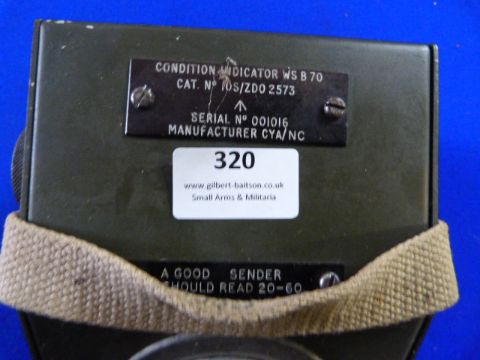 CONDITION INDICATOR WS B 70
CAT. Nº 10S/ZDO 2573
SERIAL Nº 001016
MANUFACTURER CYA/NC
320
www.gilbert-baitson.co.uk
Small Arms & Militaria
A GOOD SENDER
SHOULD READ 20-60